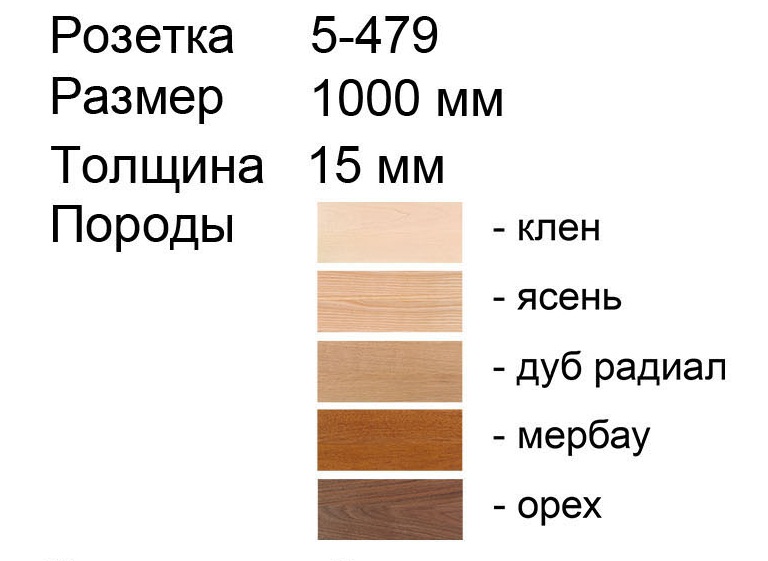 Розетка 5-479
Размер 1000 мм
Толщина 15 мм
Породы - клен
- ясень
- дуб радиал
- мербау
- орех